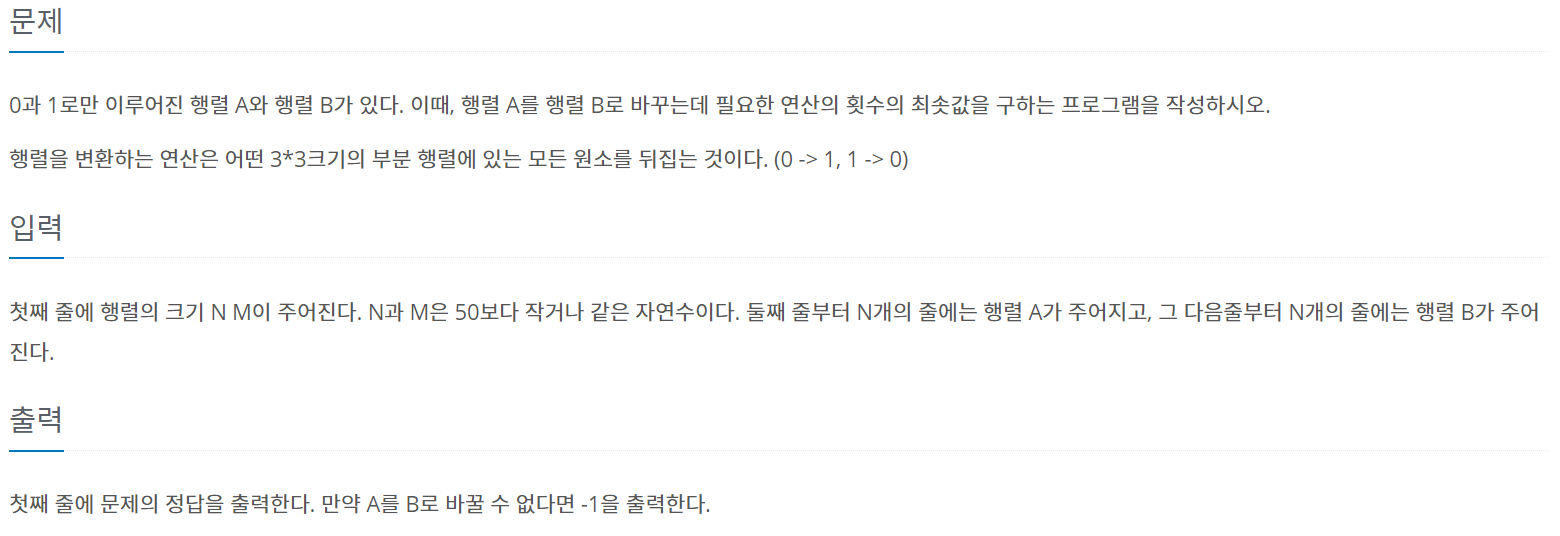 문제
0과 1로만 이루어진 행렬 A와 행렬 B가 있다. 이때, 행렬 A를 행렬 B로 바꾸는데 필요한 연산의 횟수의 최솟값을 구하는 프로그램을 작성하시오.
행렬을 변환하는 연산은 어떤 3*3크기의 부분 행렬에 있는 모든 원소를 뒤집는 것이다. (0 -> 1, 1 -> 0)
입력
첫째 줄에 행렬의 크기 N M이 주어진다. N과 M은 50보다 작거나 같은 자연수이다. 둘째 줄부터 N개의 줄에는 행렬 A가 주어지고, 그 다음줄부터 N개의 줄에는 행렬 B가 주어
진다.
출력
첫째 줄에 문제의 정답을 출력한다. 만약 A를 B로 바꿀 수 없다면 -1을 출력한다.